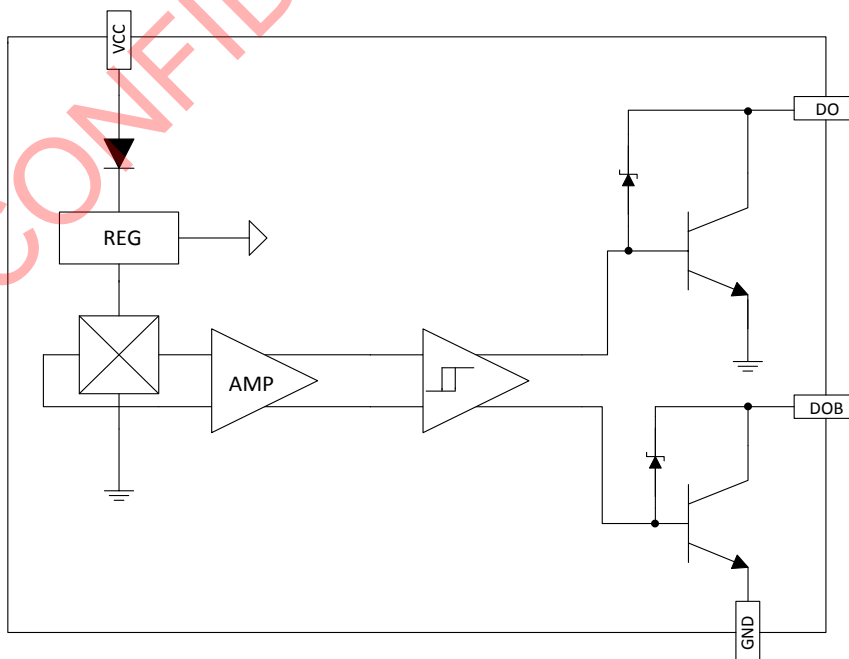 VCC
CONFID
DO
REG
AMP
DOB
GND